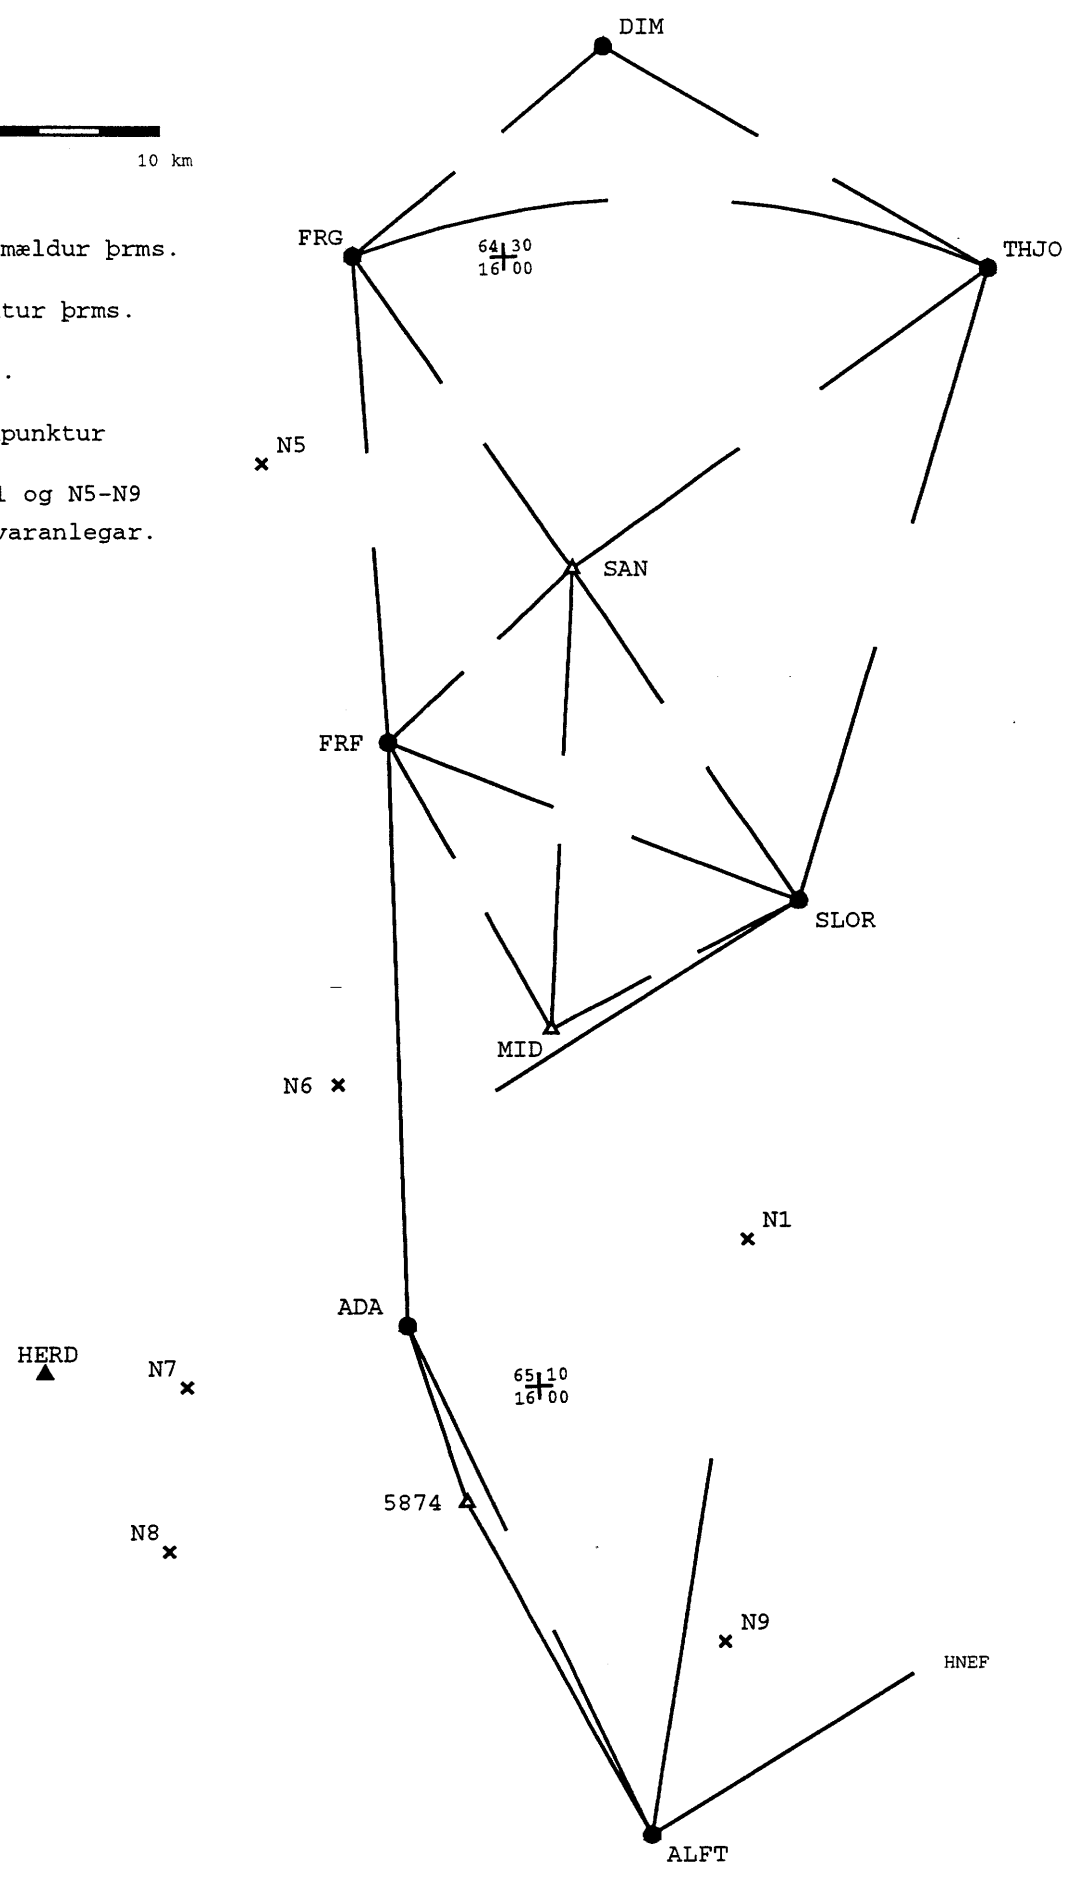 DIM
10 km
FRG
mældur þrms.
64 30
16 00
THJO
tur þrms.
.
punktur
N5
og N5-N9
varanlegar.
SAN
FRF
SLOR
MID
N6
N1
ADA
HERD
N7
65 10
16 00
5874
N8
N9
HNEF
ALFT